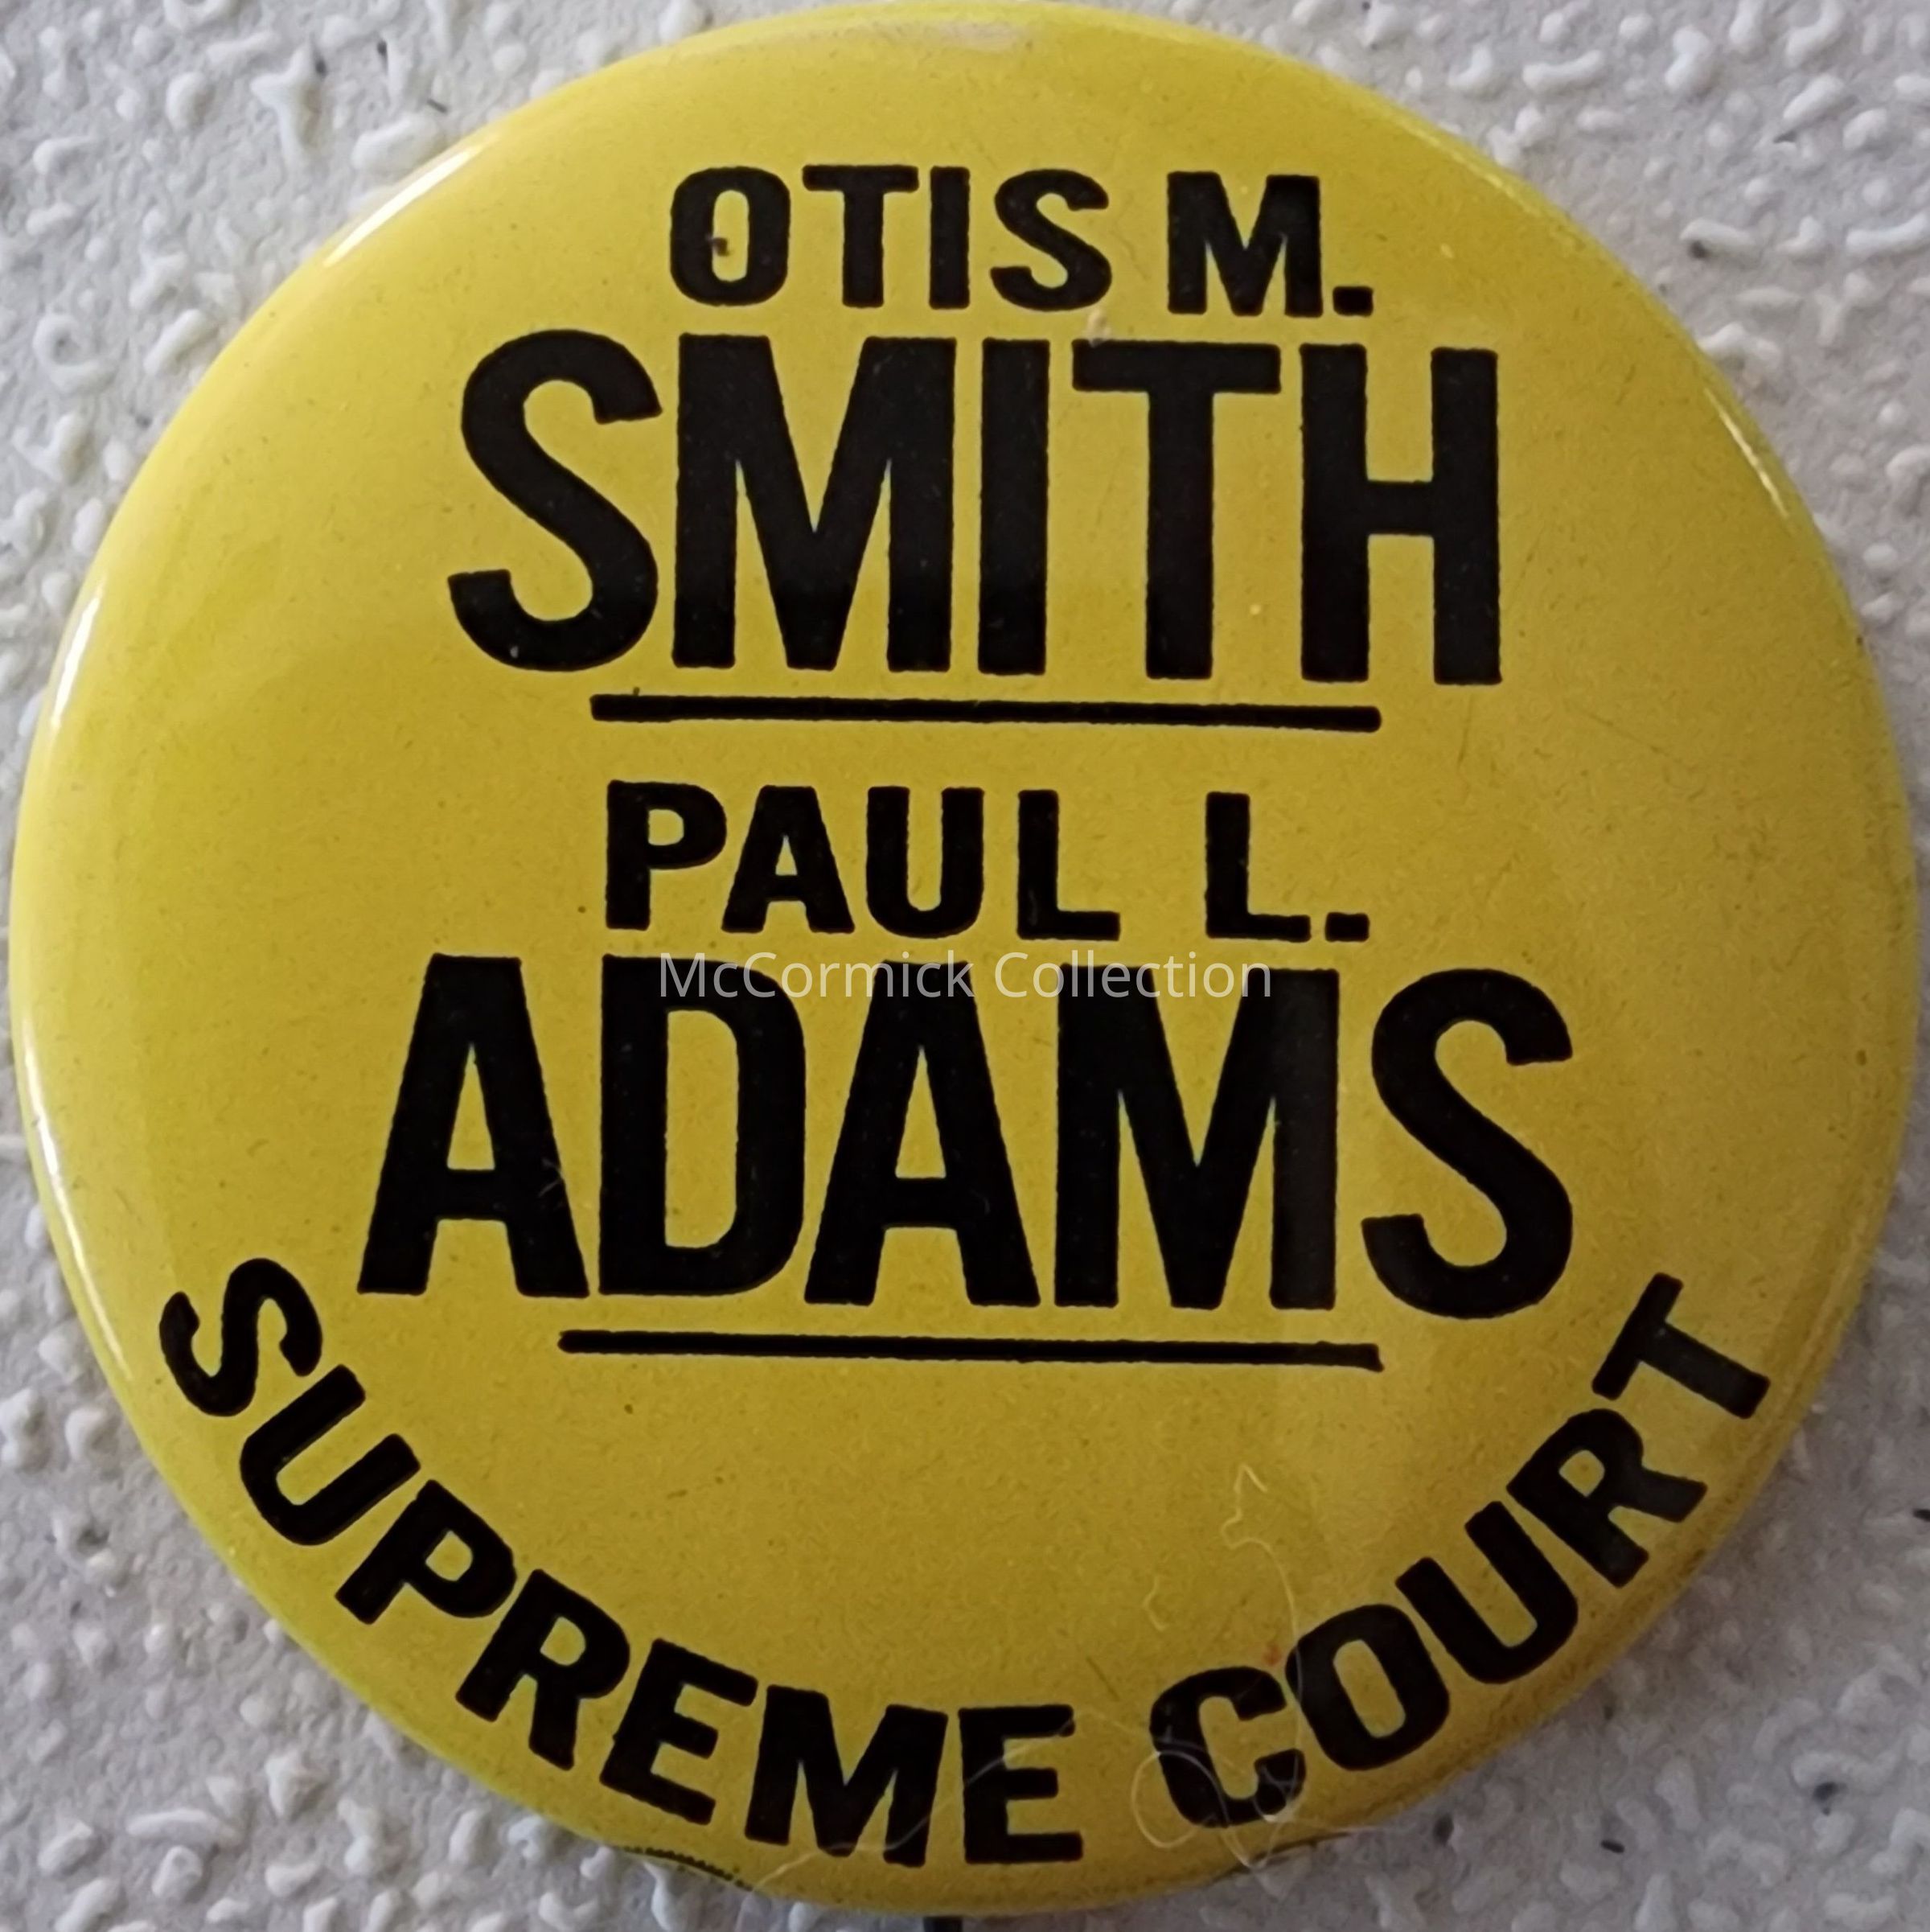 OTIS M.
SMITH
PAUL L.
ADAMS
McCormick Collection
SUPREME COURT